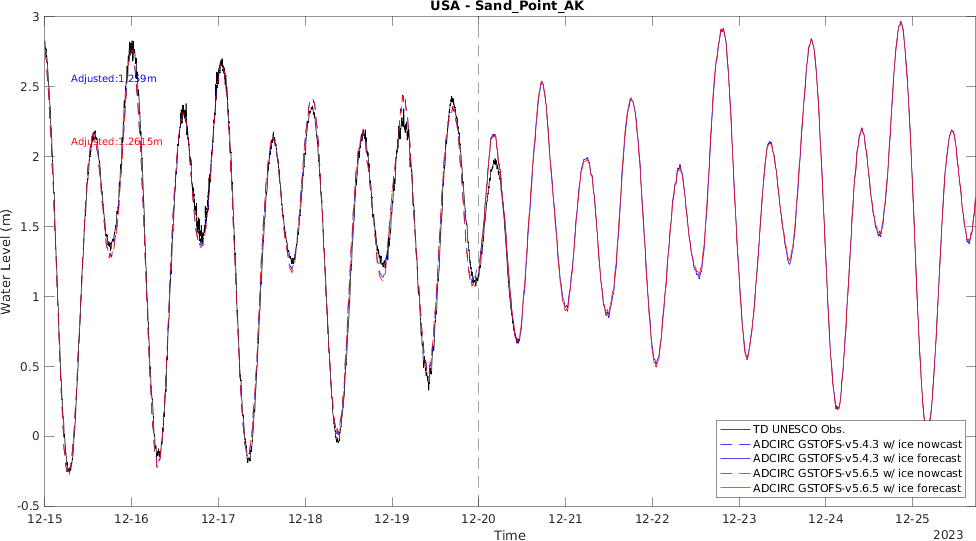 USA - Sand_Point_AK
3
2.5
2
1.5
1
0.5
0
-0.5
Water Level (m)
Adjusted:1.259m
Adjusted:1.2615m
TD UNESCO Obs.
ADCIRC GSTOFS-v5.4.3 w/ ice nowcast
ADCIRC GSTOFS-v5.4.3 w/ ice forecast
ADCIRC GSTOFS-v5.6.5 w/ ice nowcast
ADCIRC GSTOFS-v5.6.5 w/ ice forecast
12-15 12-16 12-17 12-18 12-19 12-20 12-21 12-22 12-23 12-24 12-25
Time
2023